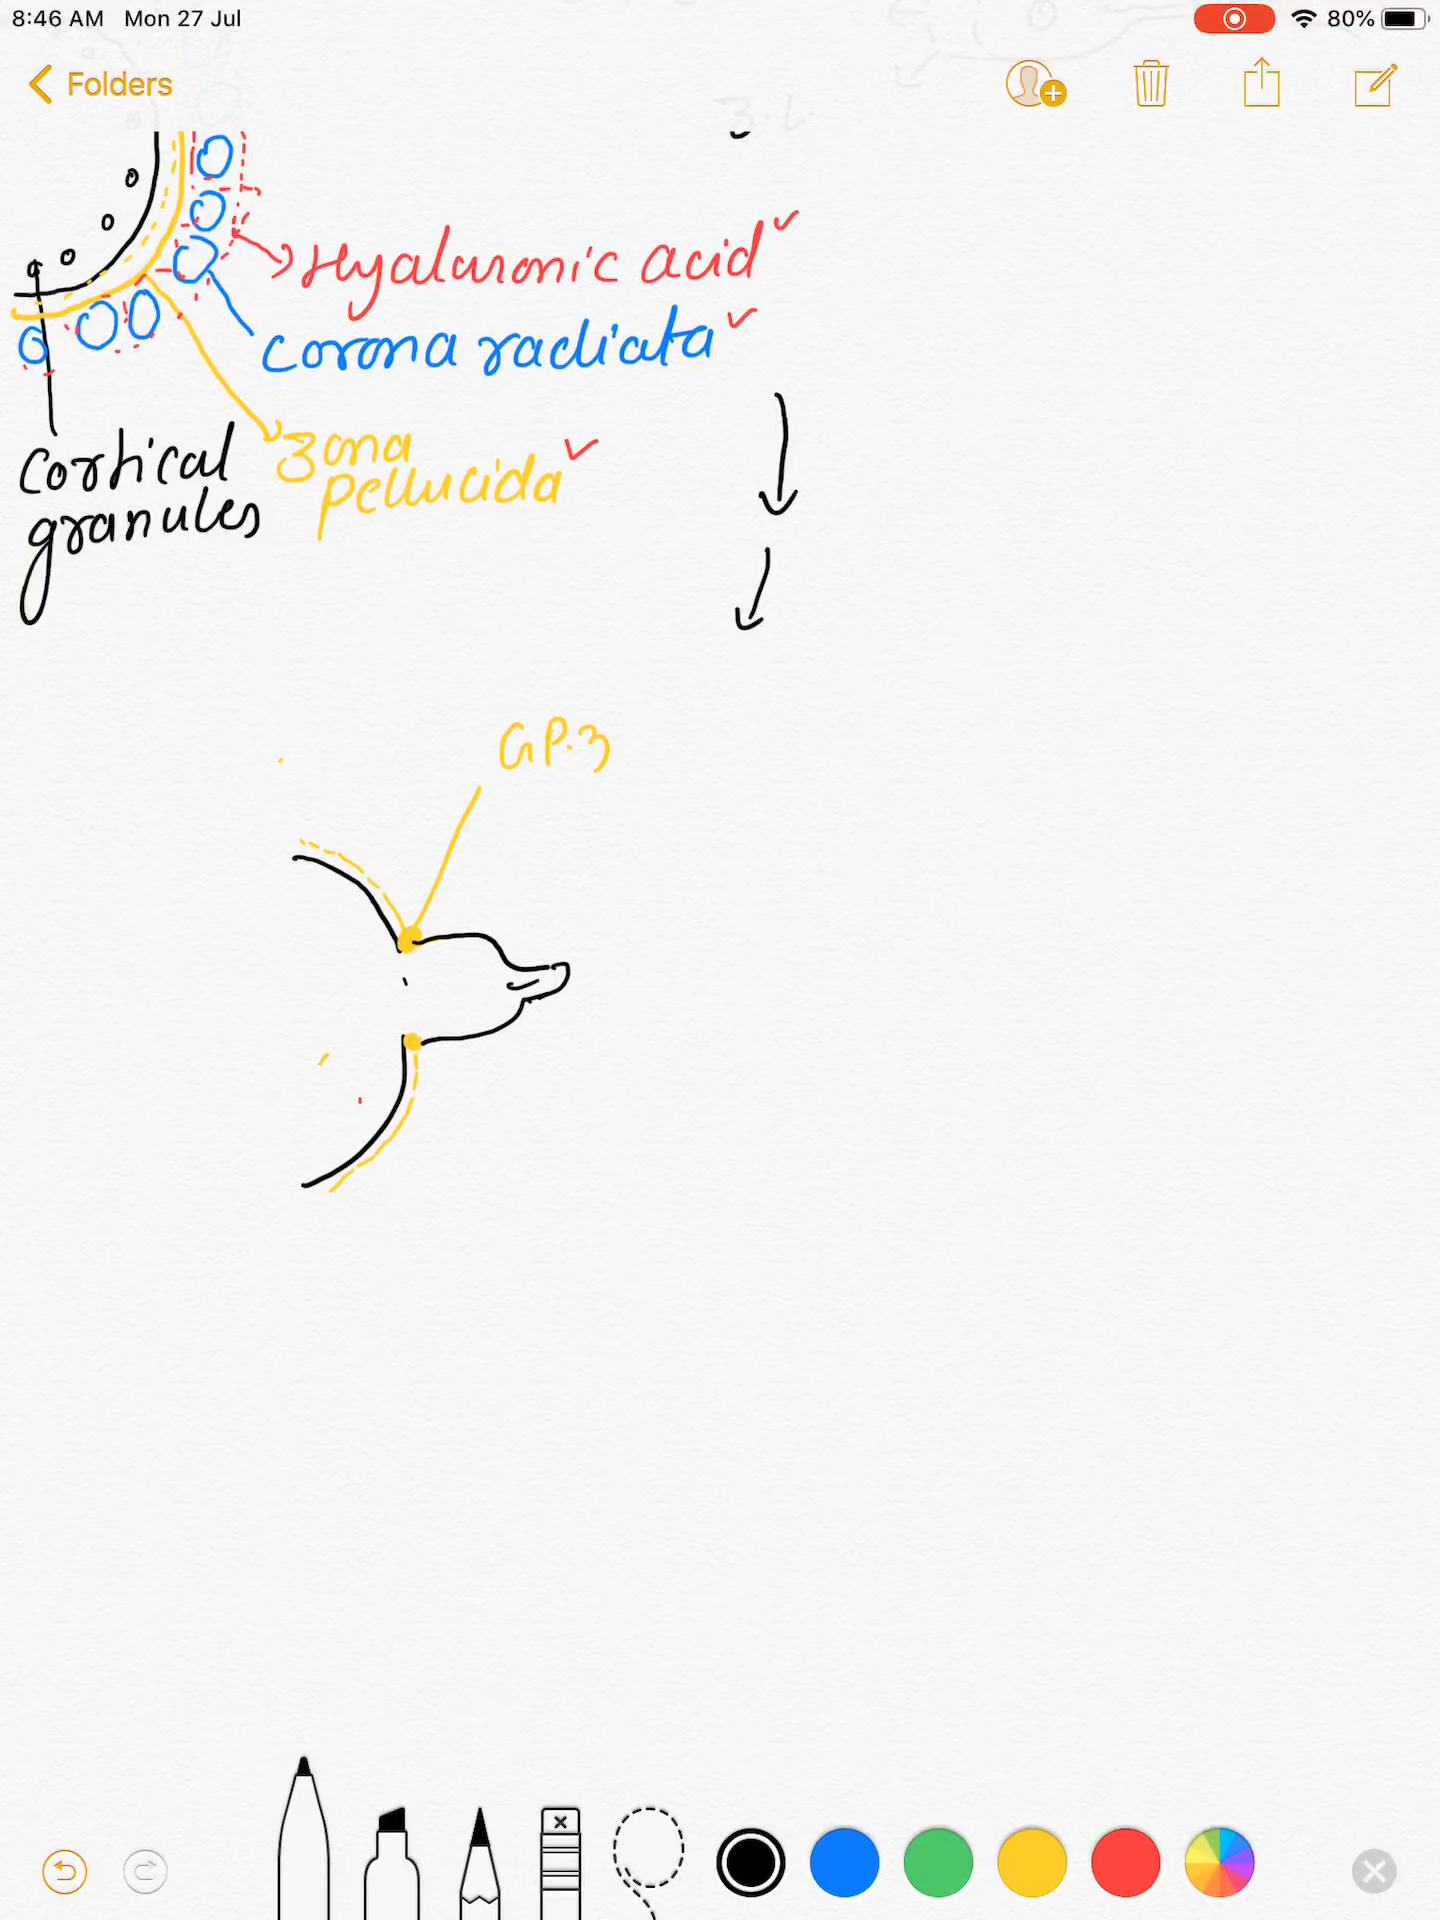 8:46 AM Mon 27 Jul
80%
Folders
Hyaluronic acid
corona radiata
zona
pellucida
cortical
granules
GP.3